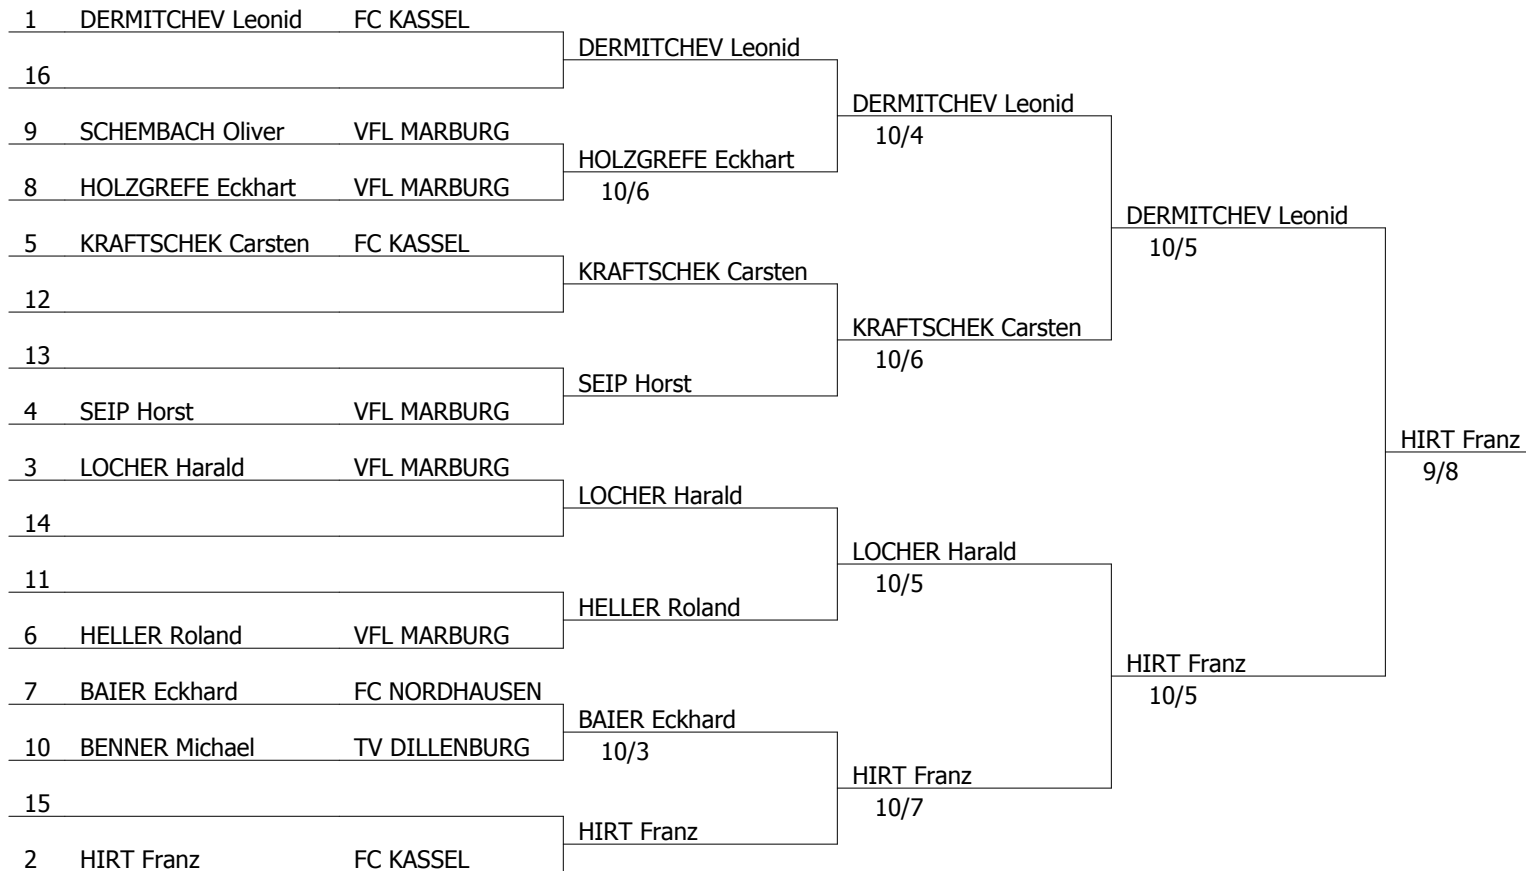 1 DERMITCHEV Leonid FC KASSEL
DERMITCHEV Leonid
16
DERMITCHEV Leonid
10/4
9 SCHEMBACH Oliver VFL MARBURG
HOLZGREFE Eckhart
10/6
8 HOLZGREFE Eckhart VFL MARBURG
DERMITCHEV Leonid
10/5
5 KRAFTSCHEK Carsten FC KASSEL
KRAFTSCHEK Carsten
12
KRAFTSCHEK Carsten
10/6
13
SEIP Horst
4 SEIP Horst VFL MARBURG
HIRT Franz
9/8
3 LOCHER Harald VFL MARBURG
LOCHER Harald
14
LOCHER Harald
10/5
11
HELLER Roland
6 HELLER Roland VFL MARBURG
HIRT Franz
10/5
7 BAIER Eckhard FC NORDHAUSEN
BAIER Eckhard
10/3
10 BENNER Michael TV DILLENBURG
HIRT Franz
10/7
15
HIRT Franz
2 HIRT Franz FC KASSEL